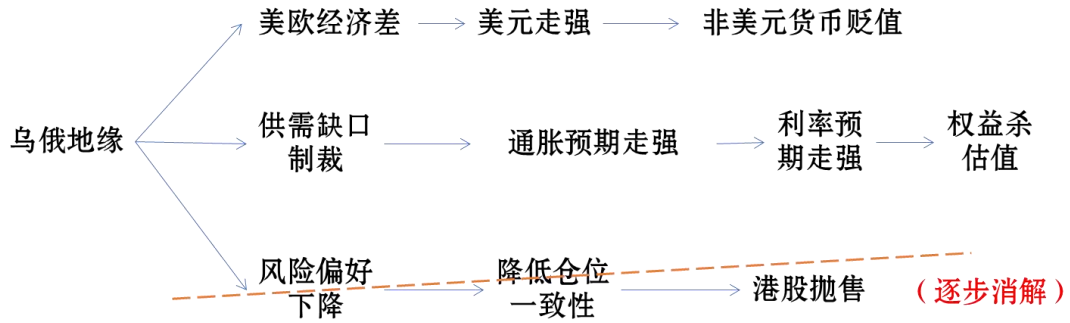 美欧经济差
美元走强
非美元货币贬值
乌俄地缘
供需缺口
制裁
通胀预期走强
利率预
期走强
权益杀
估值
风险偏好
下降
降低仓位
一致性
港股抛售
（逐步消解）